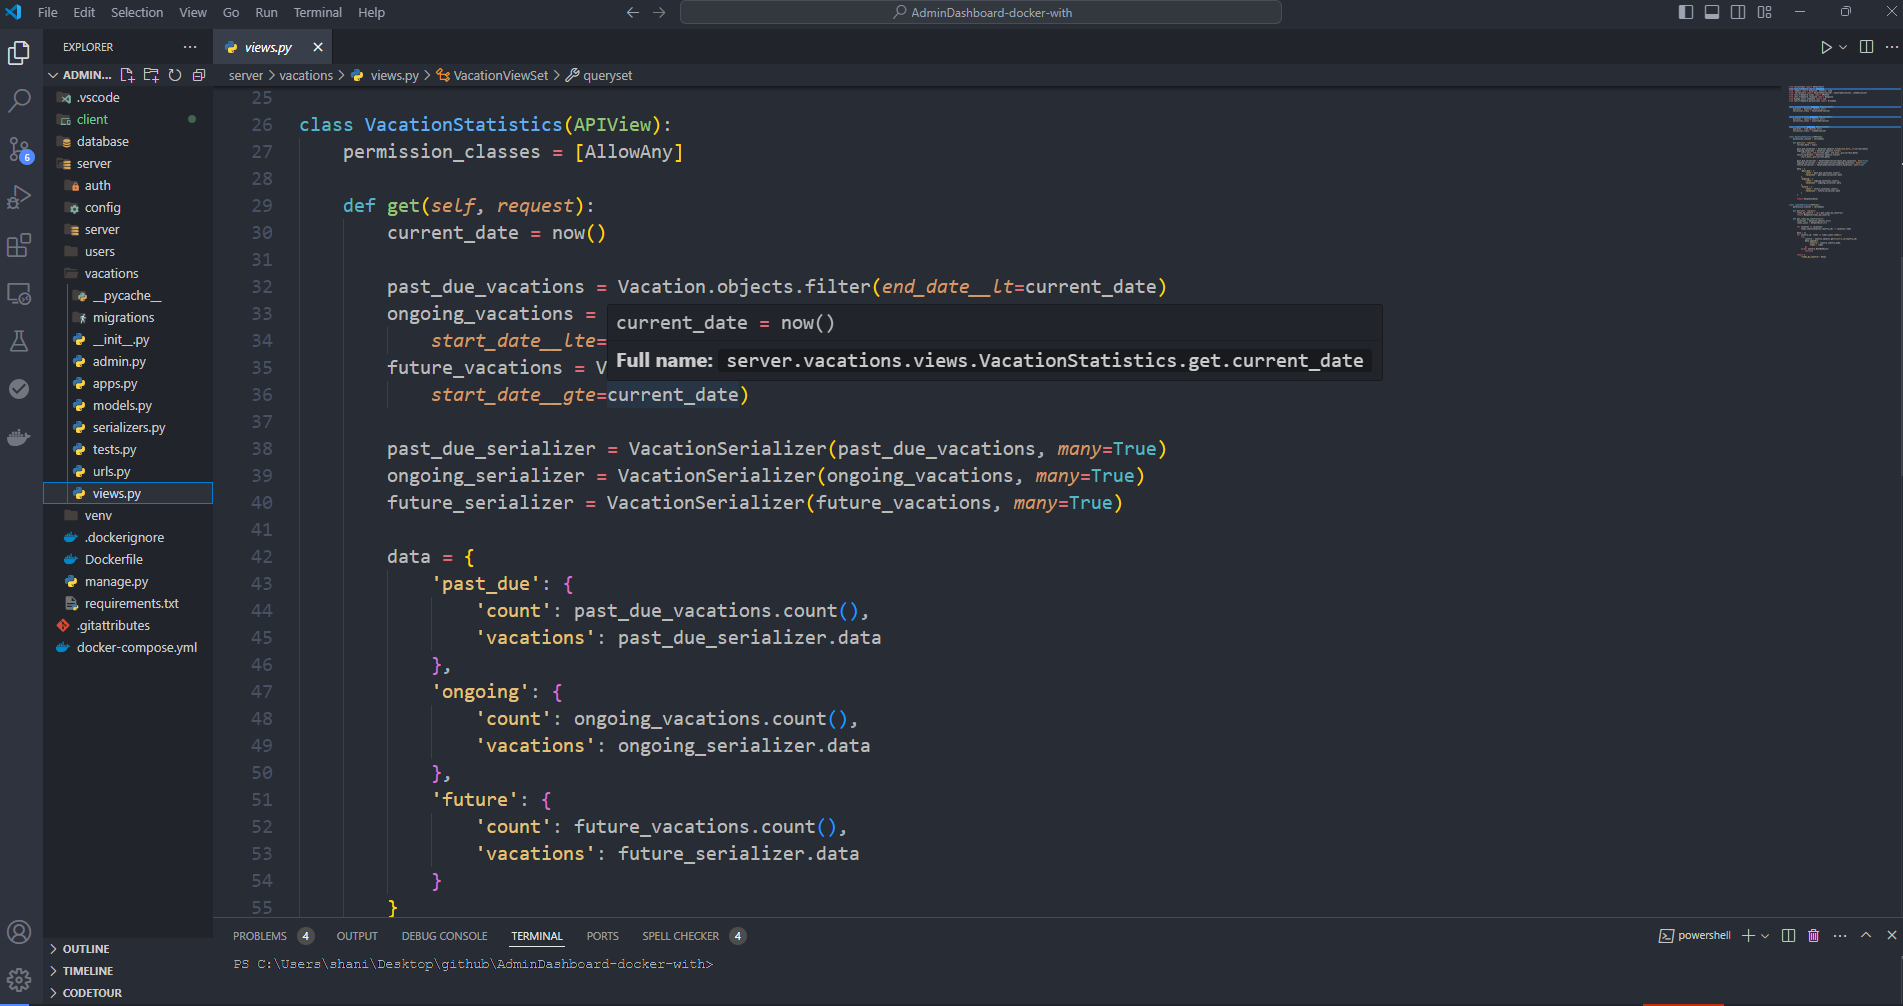 File Edit Selection View Go Run Terminal Help
AdminDashboard-docker-with
EXPLORER
ADMIN...
.vscode
client
database
server
auth
config
server
users
vacations
__pycache__
migrations
__init__.py
admin.py
apps.py
models.py
serializers.py
tests.py
urls.py
views.py
venv
.dockerignore
Dockerfile
manage.py
requirements.txt
.gitattributes
docker-compose.yml
OUTLINE
TIMELINE
CODETOUR
6
views.py
server > vacations > views.py > VacationViewSet > queryset
25
26 class VacationStatistics(APIView):
27 permission_classes = [AllowAny]
28
29 def get(self, request):
30 current_date = now()
31
32 past_due_vacations = Vacation.objects.filter(end_date__lt=current_date)
33 ongoing_vacations =
34 start_date__lte=
35 future_vacations = V
36 start_date__gte=current_date)
current_date = now()
Full name: server.vacations.views.VacationStatistics.get.current_date
37
38 past_due_serializer = VacationSerializer(past_due_vacations, many=True)
39 ongoing_serializer = VacationSerializer(ongoing_vacations, many=True)
40 future_serializer = VacationSerializer(future_vacations, many=True)
41
42 data = {
43 'past_due': {
44 'count': past_due_vacations.count(),
45 'vacations': past_due_serializer.data
46 },
47 'ongoing': {
48 'count': ongoing_vacations.count(),
49 'vacations': ongoing_serializer.data
50 },
51 'future': {
52 'count': future_vacations.count(),
53 'vacations': future_serializer.data
54 }
55 }
PROBLEMS 4 OUTPUT DEBUG CONSOLE TERMINAL PORTS SPELL CHECKER 4
powershell
PS C:\Users\shani\Desktop\github\AdminDashboard-docker-with>